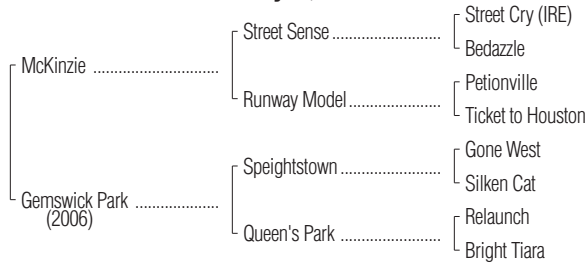 McKinzie
Gemswick Park
(2006)
Street Sense
Runway Model
Speightstown
Queen's Park
Street Cry (IRE)
Bedazzle
Petionville
Ticket to Houston
Gone West
Silken Cat
Relaunch
Bright Tiara